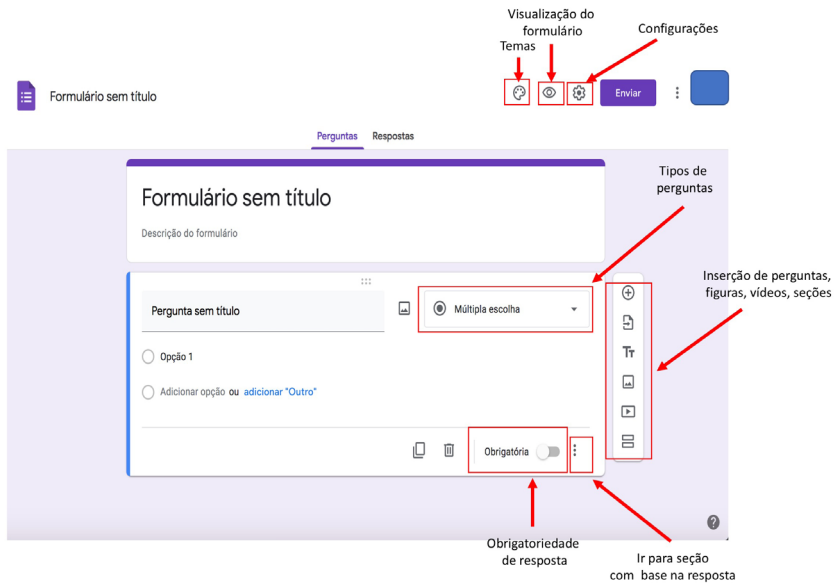 Visualização do
formulário
Configurações
Temas
Formulário sem título
Enviar
Perguntas Respostas
Tipos de
perguntas
Formulário sem título
Descrição do formulário
Inserção de perguntas,
figuras, vídeos, seções
Pergunta sem título
Múltipla escolha
Opção 1
Tт
Adicionar opção ou adicionar "Outro"
Obrigatória
Obrigatoriedade
de resposta
Ir para seção
com base na resposta